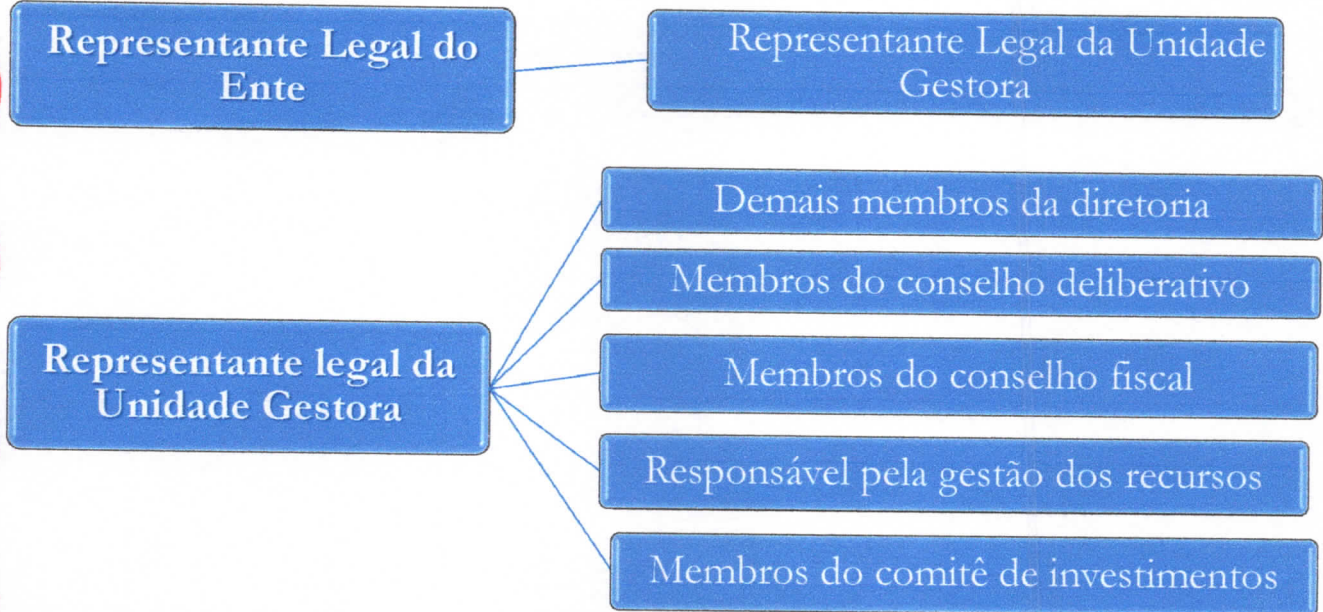 Representante Legal do
Ente
Representante Legal da Unidade
Gestora
Representante legal da
Unidade Gestora
Demais membros da diretoria
Membros do conselho deliberativo
Membros do conselho fiscal
Responsável pela gestão dos recursos
Membros do comitê de investimentos